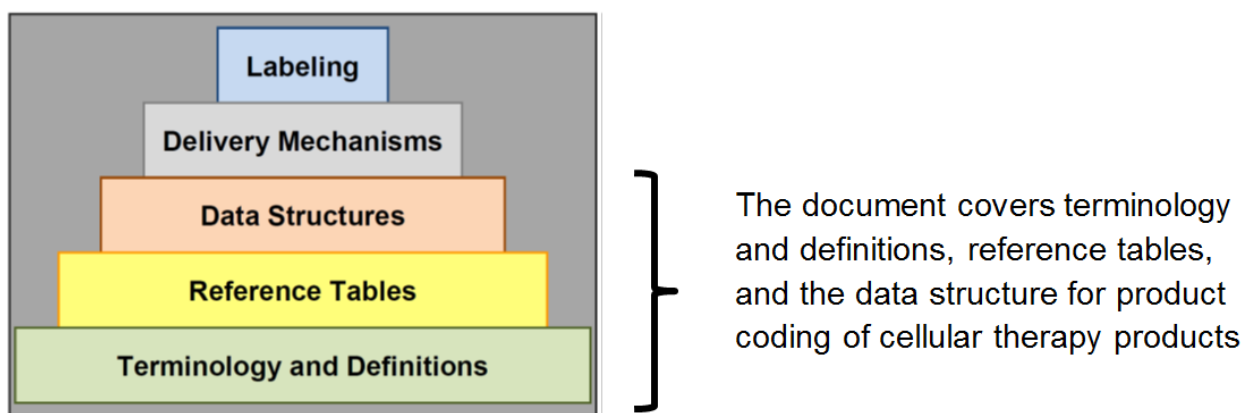 Labeling
Delivery Mechanisms
Data Structures
Reference Tables
Terminology and Definitions
The document covers terminology
and definitions, reference tables,
and the data structure for product
coding of cellular therapy products